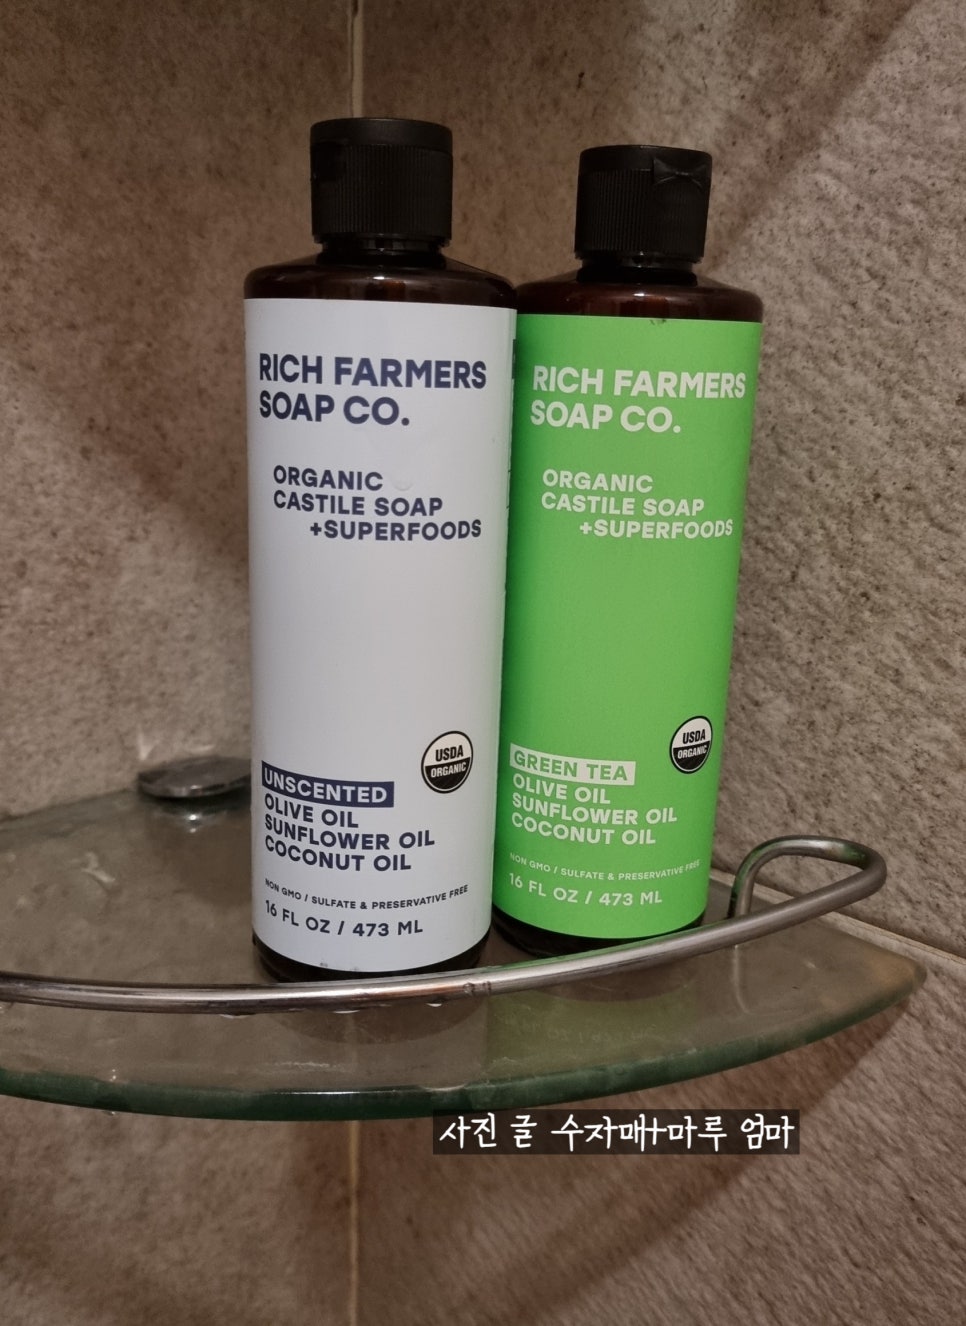 RICH FARMERS
SOAP CO.
ORGANIC
CASTILE SOAP
+SUPERFOODS
USDA
ORGANIC
UNSCENTED
OLIVE OIL
SUNFLOWER OIL
COCONUT OIL
NON GMO / SULFATE & PRESERVATIVE FREE
16 FL OZ / 473 ML
RICH FARMERS
SOAP CO.
ORGANIC
CASTILE SOAP
+SUPERFOODS
USDA
ORGANIC
GREEN TEA
OLIVE OIL
SUNFLOWER OIL
COCONUT OIL
NON GMO / SULFATE & PRESERVATIVE FREE
16 FL OZ / 473 ML
사진 글 수자매+마루 엄마